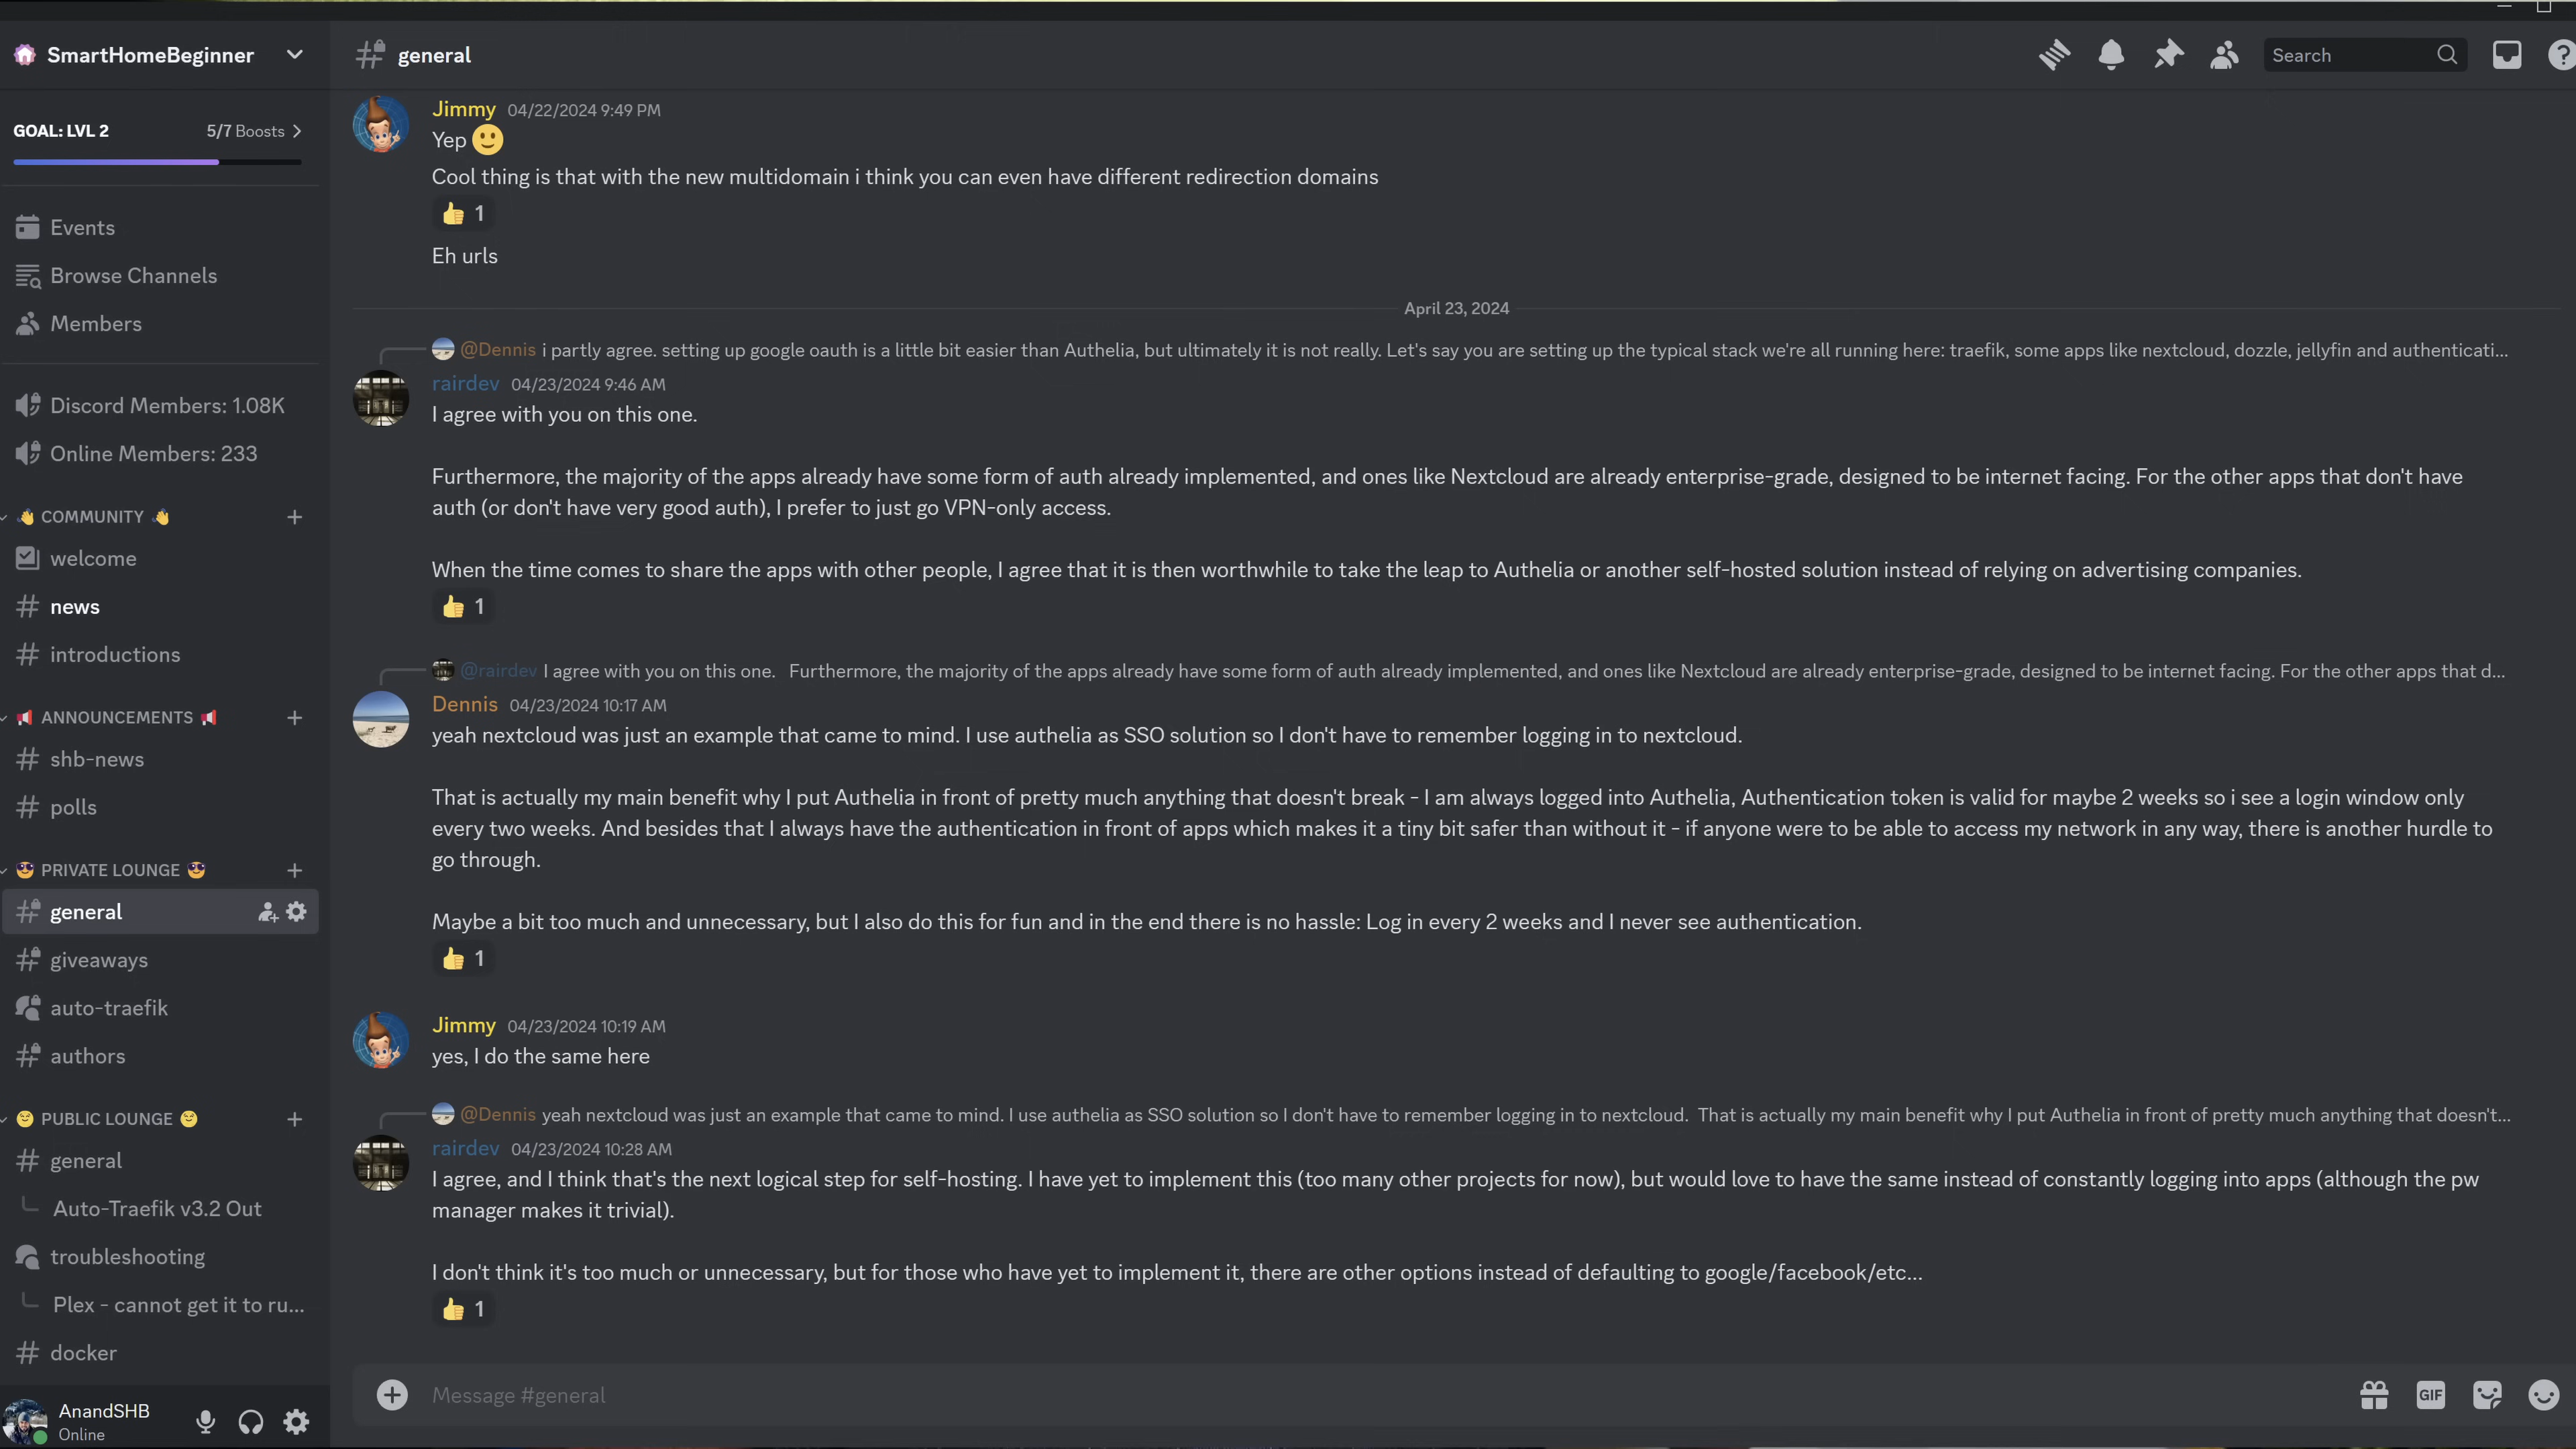 SmartHomeBeginner
GOAL: LVL 2
5/7 Boosts
Events
Browse Channels
Members
Discord Members: 1.08K
Online Members: 233
COMMUNITY
welcome
news
introductions
ANNOUNCEMENTS
shb-news
polls
PRIVATE LOUNGE
general
giveaways
auto-traefik
authors
PUBLIC LOUNGE
general
Auto-Traefik v3.2 Out
troubleshooting
Plex - cannot get it to ru...
docker
AnandSHB
Online
general
Search
Jimmy 04/22/2024 9:49 PM
Yep 🙂
Cool thing is that with the new multidomain i think you can even have different redirection domains
👍 1
Eh urls
April 23, 2024
@Dennis i partly agree. setting up google oauth is a little bit easier than Authelia, but ultimately it is not really. Let's say you are setting up the typical stack we're all running here: traefik, some apps like nextcloud, dozzle, jellyfin and authenticati...
rairdev 04/23/2024 9:46 AM
I agree with you on this one.
Furthermore, the majority of the apps already have some form of auth already implemented, and ones like Nextcloud are already enterprise-grade, designed to be internet facing. For the other apps that don't have
auth (or don't have very good auth), I prefer to just go VPN-only access.
When the time comes to share the apps with other people, I agree that it is then worthwhile to take the leap to Authelia or another self-hosted solution instead of relying on advertising companies.
👍 1
@rairdev I agree with you on this one. Furthermore, the majority of the apps already have some form of auth already implemented, and ones like Nextcloud are already enterprise-grade, designed to be internet facing. For the other apps that d...
Dennis 04/23/2024 10:17 AM
yeah nextcloud was just an example that came to mind. I use authelia as SSO solution so I don't have to remember logging in to nextcloud.
That is actually my main benefit why I put Authelia in front of pretty much anything that doesn't break - I am always logged into Authelia, Authentication token is valid for maybe 2 weeks so i see a login window only
every two weeks. And besides that I always have the authentication in front of apps which makes it a tiny bit safer than without it - if anyone were to be able to access my network in any way, there is another hurdle to
go through.
Maybe a bit too much and unnecessary, but I also do this for fun and in the end there is no hassle: Log in every 2 weeks and I never see authentication.
👍 1
Jimmy 04/23/2024 10:19 AM
yes, I do the same here
@Dennis yeah nextcloud was just an example that came to mind. I use authelia as SSO solution so I don't have to remember logging in to nextcloud. That is actually my main benefit why I put Authelia in front of pretty much anything that doesn't...
rairdev 04/23/2024 10:28 AM
I agree, and I think that's the next logical step for self-hosting. I have yet to implement this (too many other projects for now), but would love to have the same instead of constantly logging into apps (although the pw
manager makes it trivial).
I don't think it's too much or unnecessary, but for those who have yet to implement it, there are other options instead of defaulting to google/facebook/etc...
👍 1
Message #general
GIF